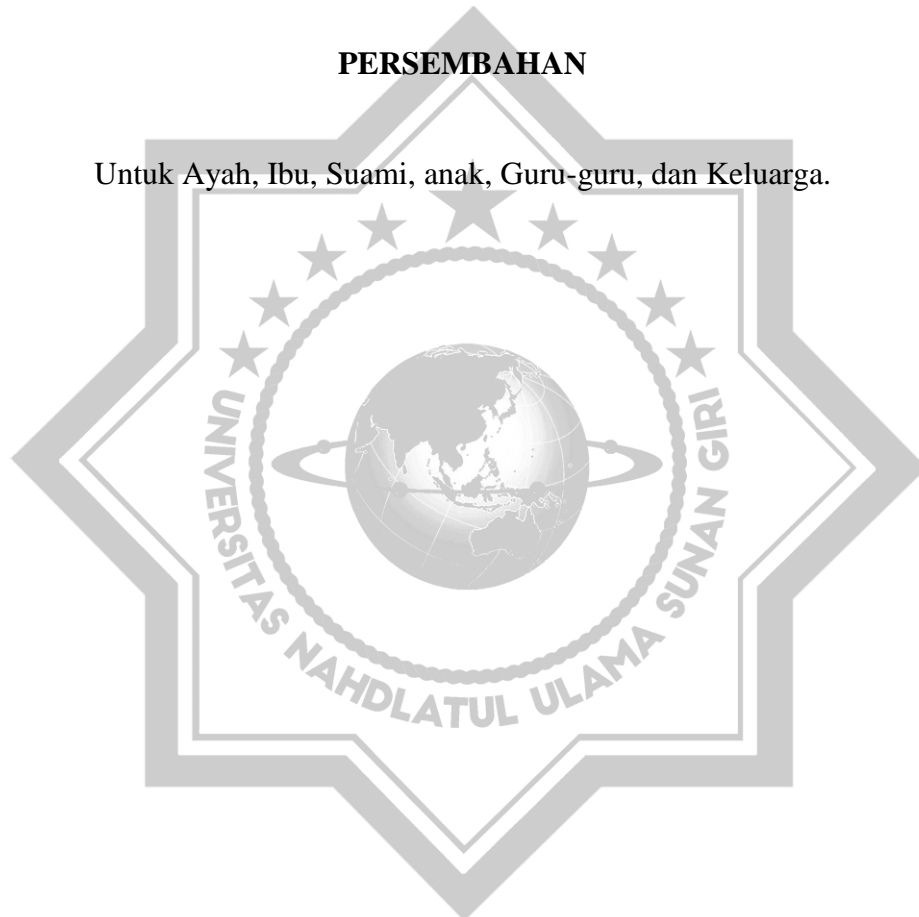 PERSEMBAHAN
Untuk Ayah, Ibu, Suami, anak, Guru-guru, dan Keluarga.
UNIVERSITAS NAHDLATUL ULAMA SUNAN GIRI